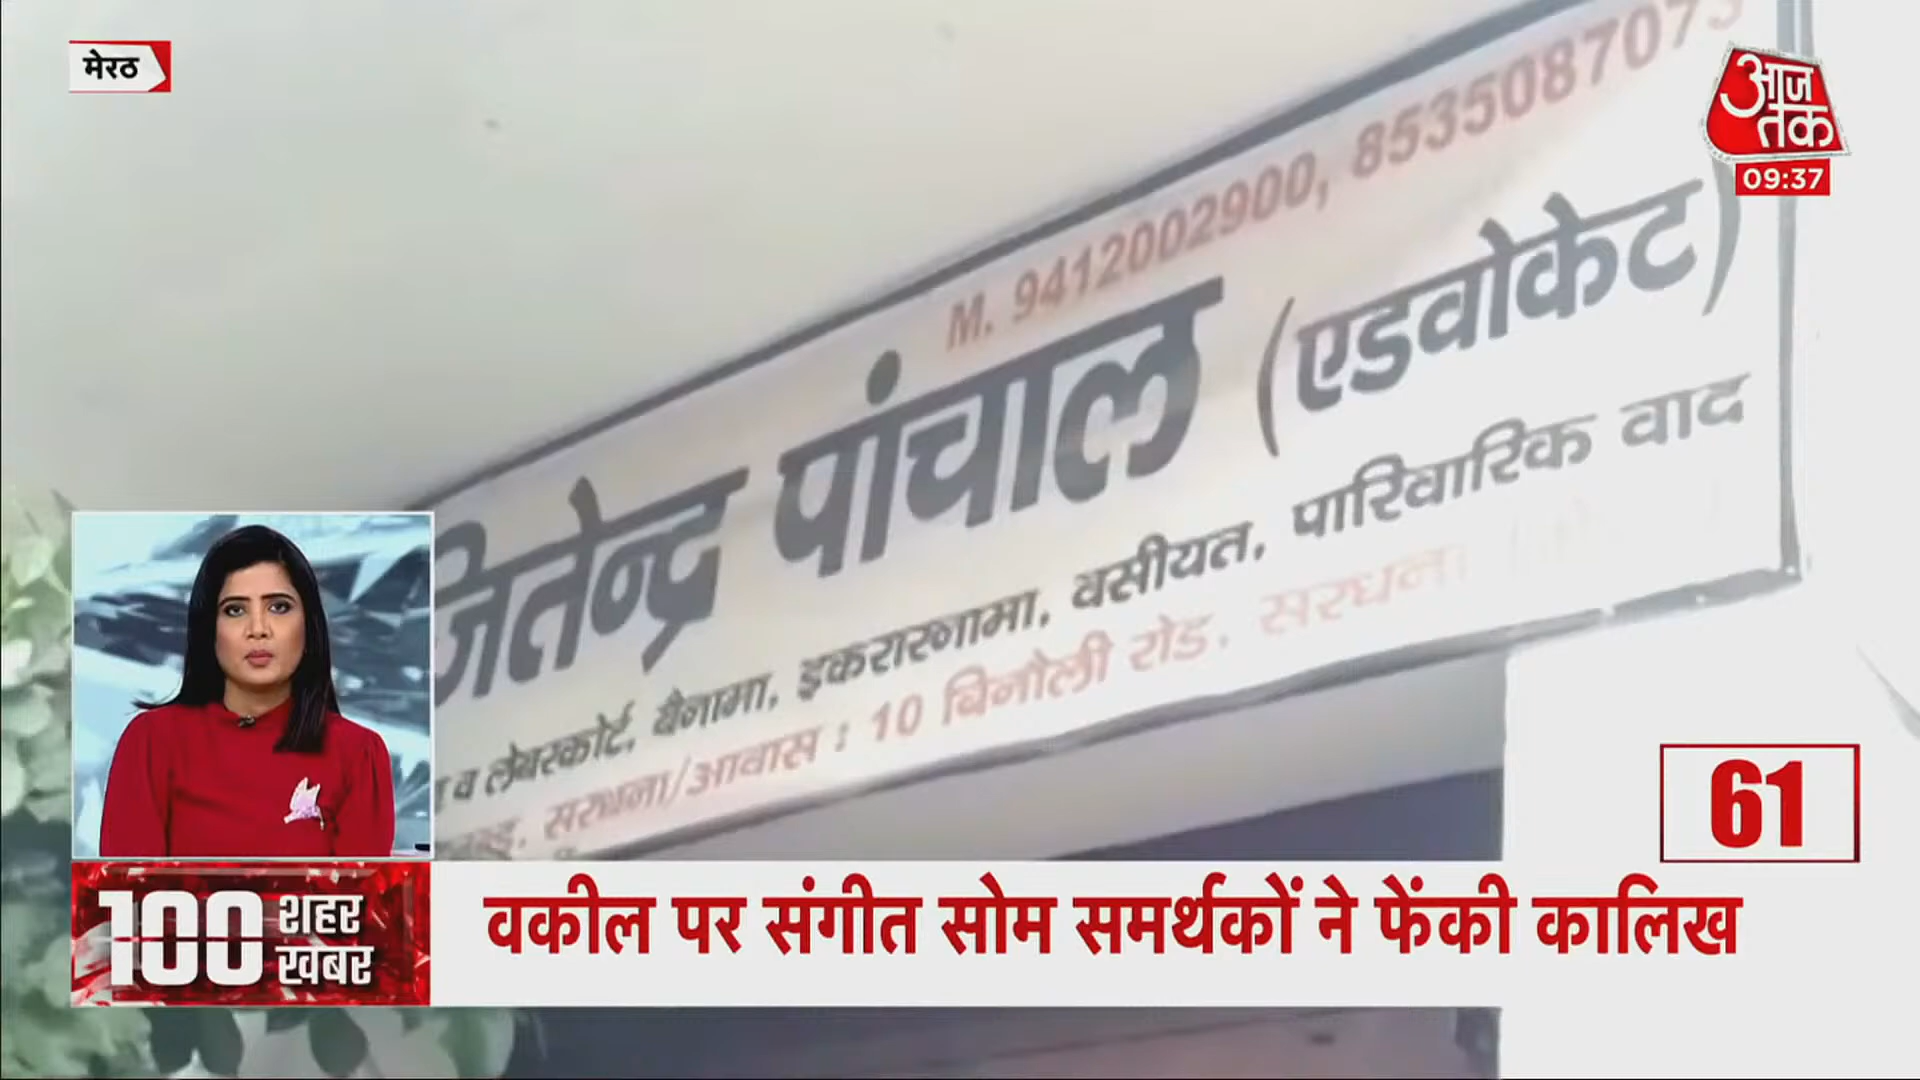 मेरठ
आज
तक
09:37
M. 9412002900, 8535087073
जितेन्द्र पांचाल (एडवोकेट)
व लेबरकोर्ट, बैनामा, इकरारनामा, वसीयत, पारिवारिक वाद
सरधना/आवास : 10 बिनोली रोड, सरधना
61
100 शहर
खबर
वकील पर संगीत सोम समर्थकों ने फेंकी कालिख